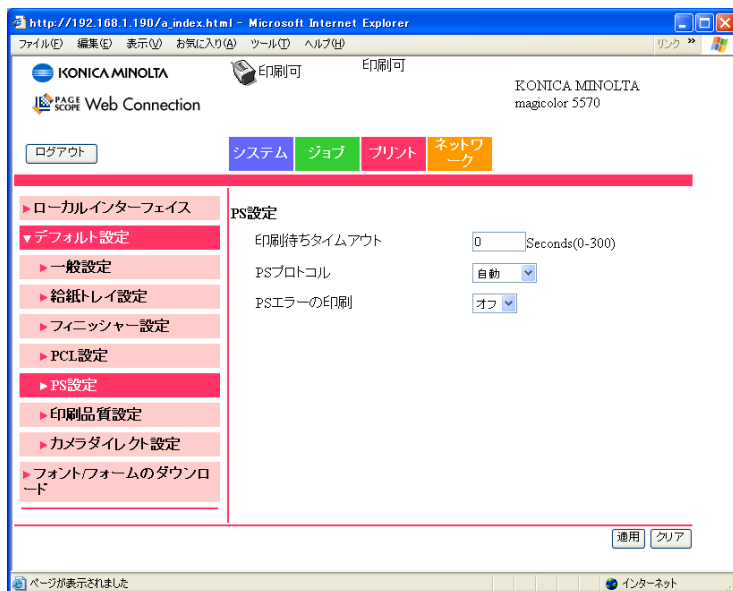 http://192.168.1.190/a_index.html - Microsoft Internet Explorer
ファイル(F) 編集(E) 表示(V) お気に入り(A) ツール(T) ヘルプ(H) リンク »
KONICA MINOLTA
印刷可
印刷可
KONICA MINOLTA
magicolor 5570
PAGE SCOPE Web Connection
ログアウト
システム
ジョブ
プリント
ネットワ
ーク
ローカルインターフェイス
デフォルト設定
一般設定
給紙トレイ設定
フィニッシャー設定
PCL設定
PS設定
印刷品質設定
カメラダイレクト設定
フォント/フォームのダウンロ
ード
PS設定
印刷待ちタイムアウト 0 Seconds(0-300)
PSプロトコル 自動
PSエラーの印刷 オフ
適用 クリア
ページが表示されました インターネット